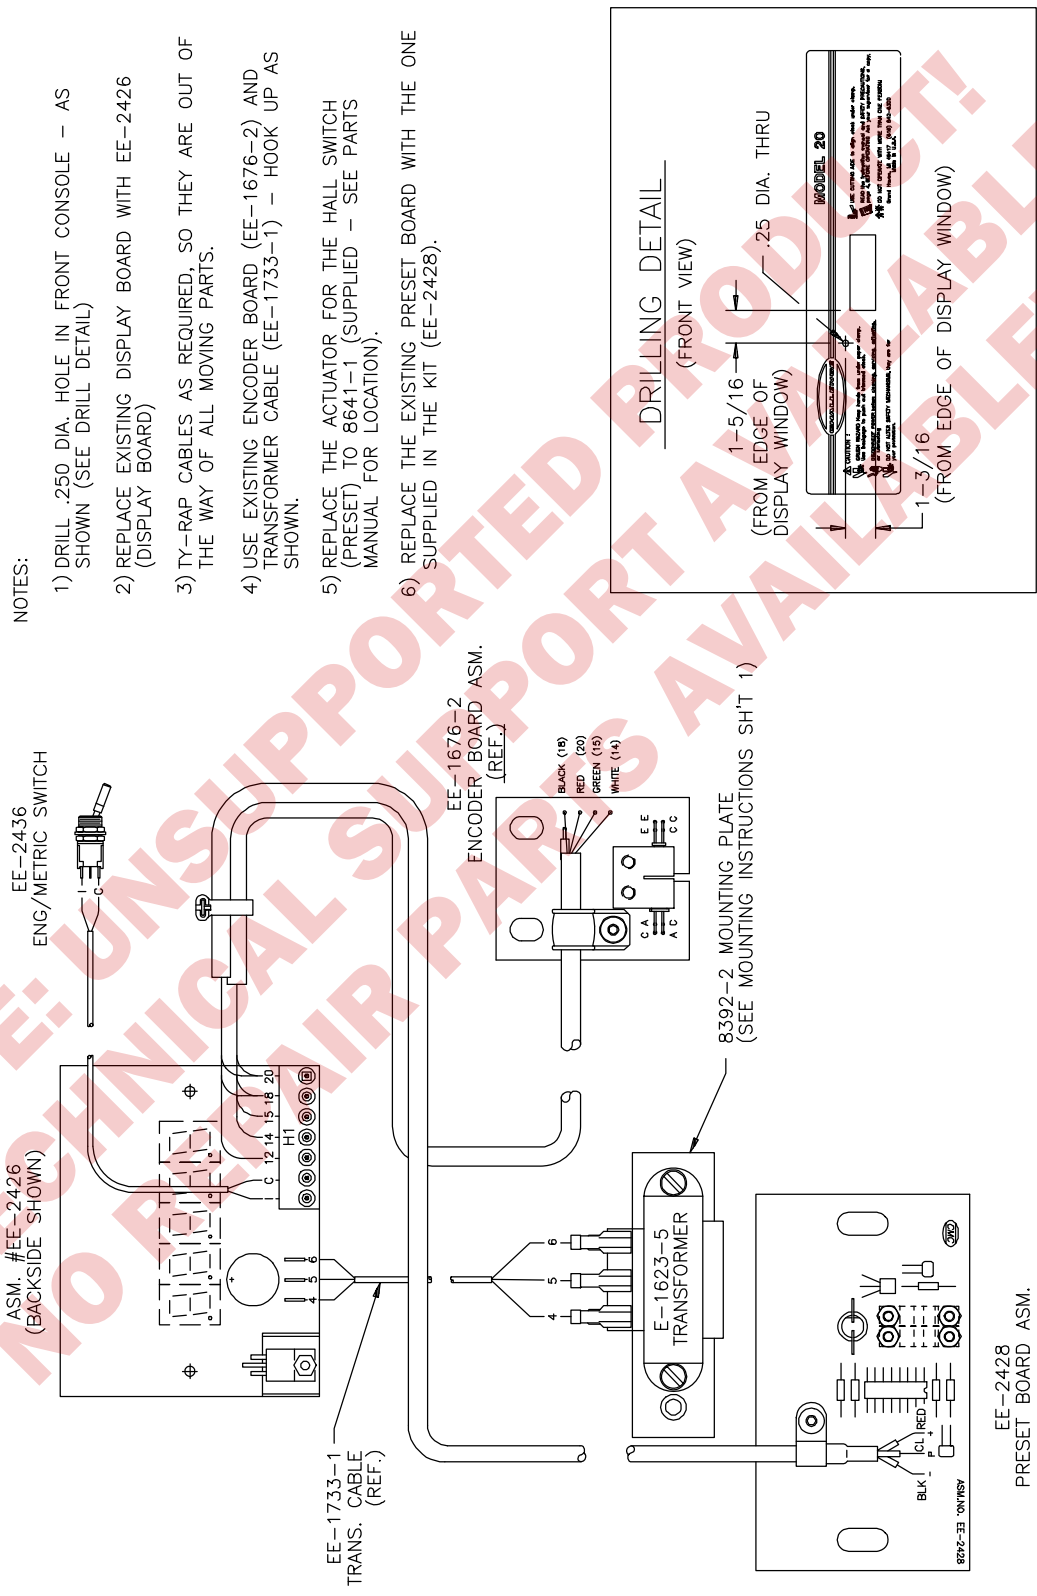 NOTES:
1) DRILL .250 DIA. HOLE IN FRONT CONSOLE – AS
SHOWN (SEE DRILL DETAIL)
2) REPLACE EXISTING DISPLAY BOARD WITH EE-2426
(DISPLAY BOARD)
3) TY-RAP CABLES AS REQUIRED, SO THEY ARE OUT OF
THE WAY OF ALL MOVING PARTS.
4) USE EXISTING ENCODER BOARD (EE-1676-2) AND
TRANSFORMER CABLE (EE-1733-1) – HOOK UP AS
SHOWN.
5) REPLACE THE ACTUATOR FOR THE HALL SWITCH
(PRESET) TO 8641-1 (SUPPLIED – SEE PARTS
MANUAL FOR LOCATION).
6) REPLACE THE EXISTING PRESET BOARD WITH THE ONE
SUPPLIED IN THE KIT (EE-2428).
DRILLING DETAIL
(FRONT VIEW)
1-5/16
(FROM EDGE OF
DISPLAY WINDOW)
.25 DIA. THRU
MODEL 20
CAUTION !
1-3/16
(FROM EDGE OF DISPLAY WINDOW)
EE-2436
ENG/METRIC SWITCH
I
C
EE-1676-2
ENCODER BOARD ASM.
(REF.)
BLACK (18)
RED (20)
GREEN (15)
WHITE (14)
C A
A C
E E
C C
8392-2 MOUNTING PLATE
(SEE MOUNTING INSTRUCTIONS SH'T 1)
ASM. #EE-2426
(BACKSIDE SHOWN)
I C 12 14 15 18 20
H1
+
4 5 6
EE-1733-1
TRANS. CABLE
(REF.)
4 5 6
E-1623-5
TRANSFORMER
CMC
BLK CL RED
- P +
ASM.NO. EE-2428
EE-2428
PRESET BOARD ASM.
E: UNSUPPORTED PRODUCT!
ECHNICAL SUPPORT AVAILABLE
NO REPAIR PARTS AVAILABLE